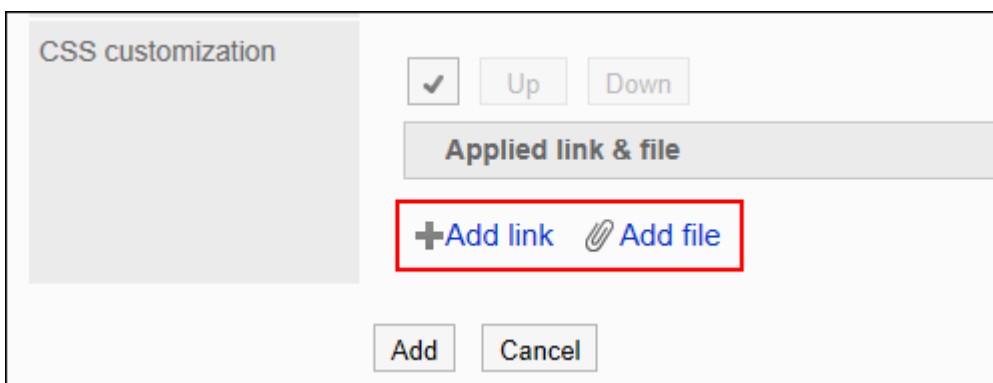 CSS customization
Up Down
Applied link & file
Add link Add file
Add Cancel